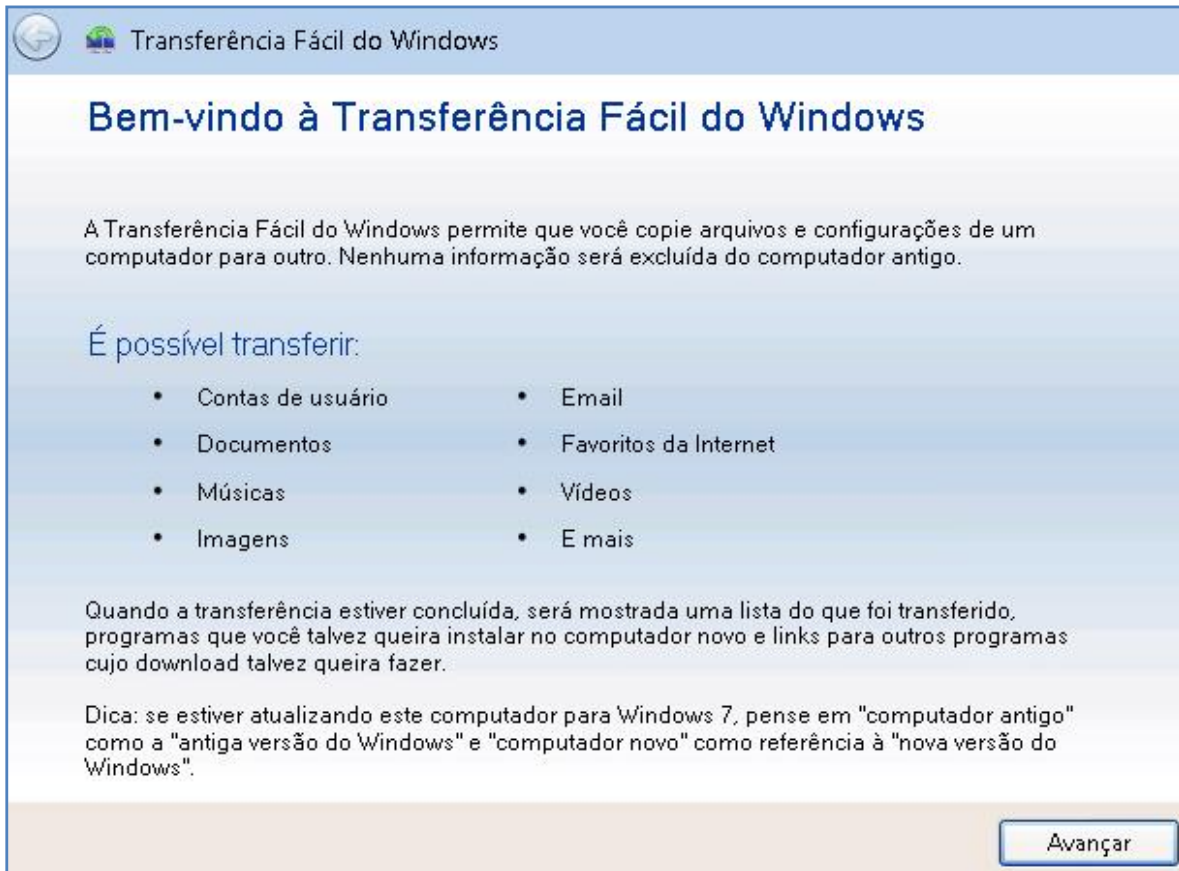 Transferência Fácil do Windows
Bem-vindo à Transferência Fácil do Windows
A Transferência Fácil do Windows permite que você copie arquivos e configurações de um
computador para outro. Nenhuma informação será excluída do computador antigo.
É possível transferir:
• Contas de usuário
• Documentos
• Músicas
• Imagens
• Email
• Favoritos da Internet
• Vídeos
• E mais
Quando a transferência estiver concluída, será mostrada uma lista do que foi transferido,
programas que você talvez queira instalar no computador novo e links para outros programas
cujo download talvez queira fazer.
Dica: se estiver atualizando este computador para Windows 7, pense em "computador antigo"
como a "antiga versão do Windows" e "computador novo" como referência à "nova versão do
Windows".
Avançar